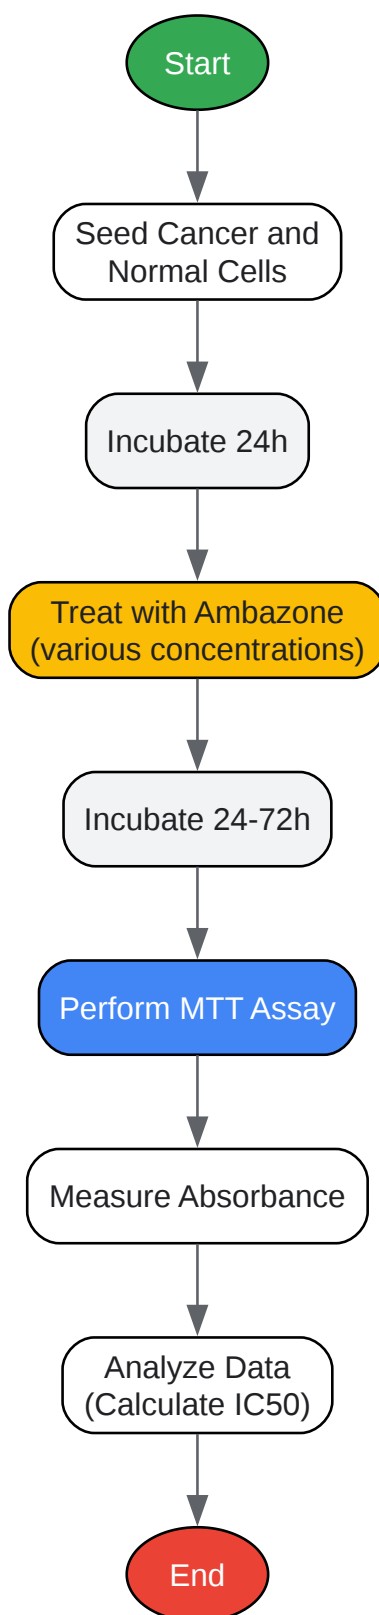 Start
Seed Cancer and
Normal Cells
Incubate 24h
Treat with Ambazone
(various concentrations)
Incubate 24-72h
Perform MTT Assay
Measure Absorbance
Analyze Data
(Calculate IC50)
End